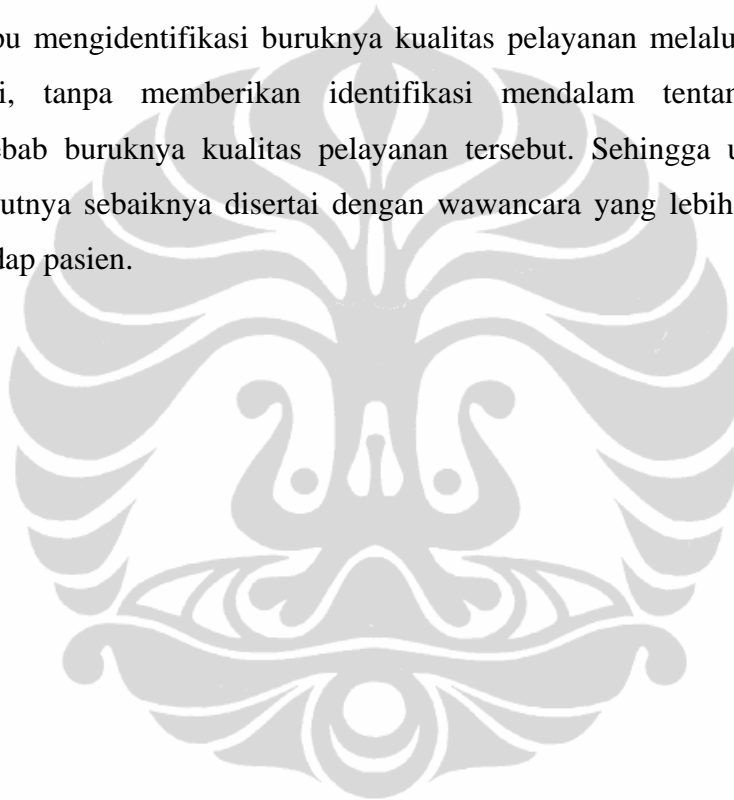 pu mengidentifikasi buruknya kualitas pelayanan melalu
i, tanpa memberikan identifikasi mendalam tentan
ebab buruknya kualitas pelayanan tersebut. Sehingga u
utnya sebaiknya disertai dengan wawancara yang lebih
dap pasien.